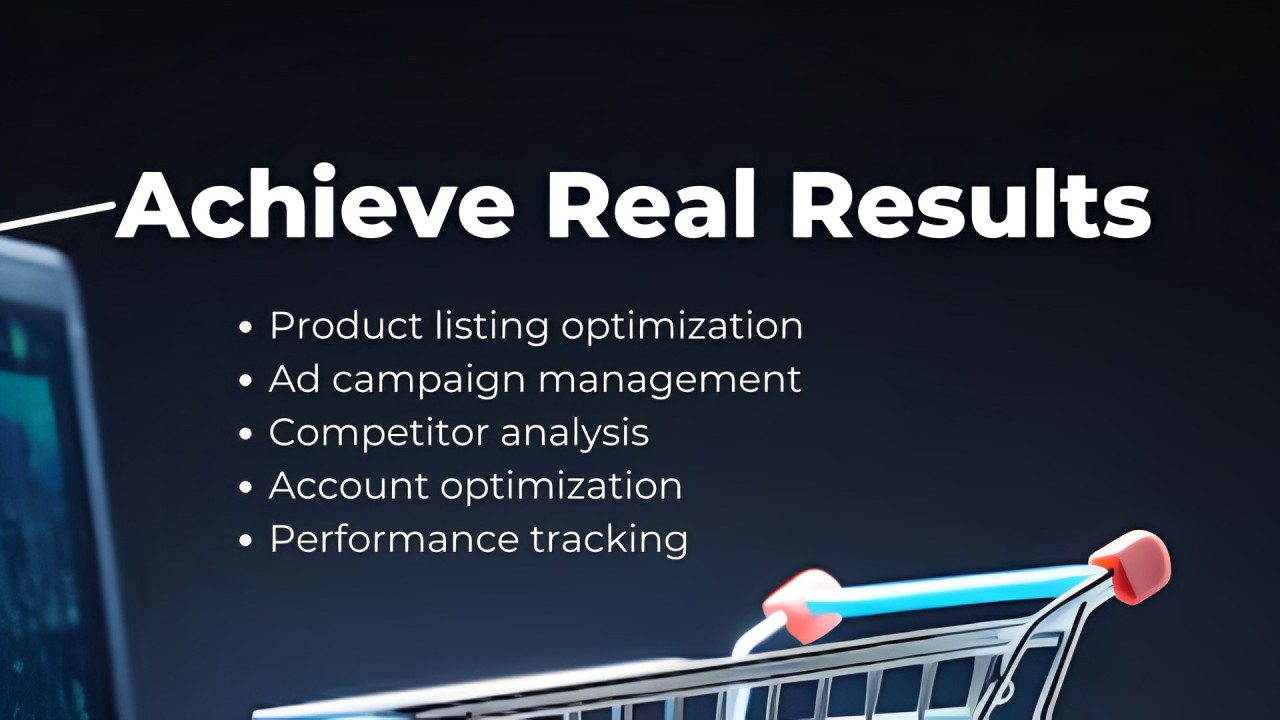 Achieve Real Results
• Product listing optimization
• Ad campaign management
• Competitor analysis
• Account optimization
• Performance tracking